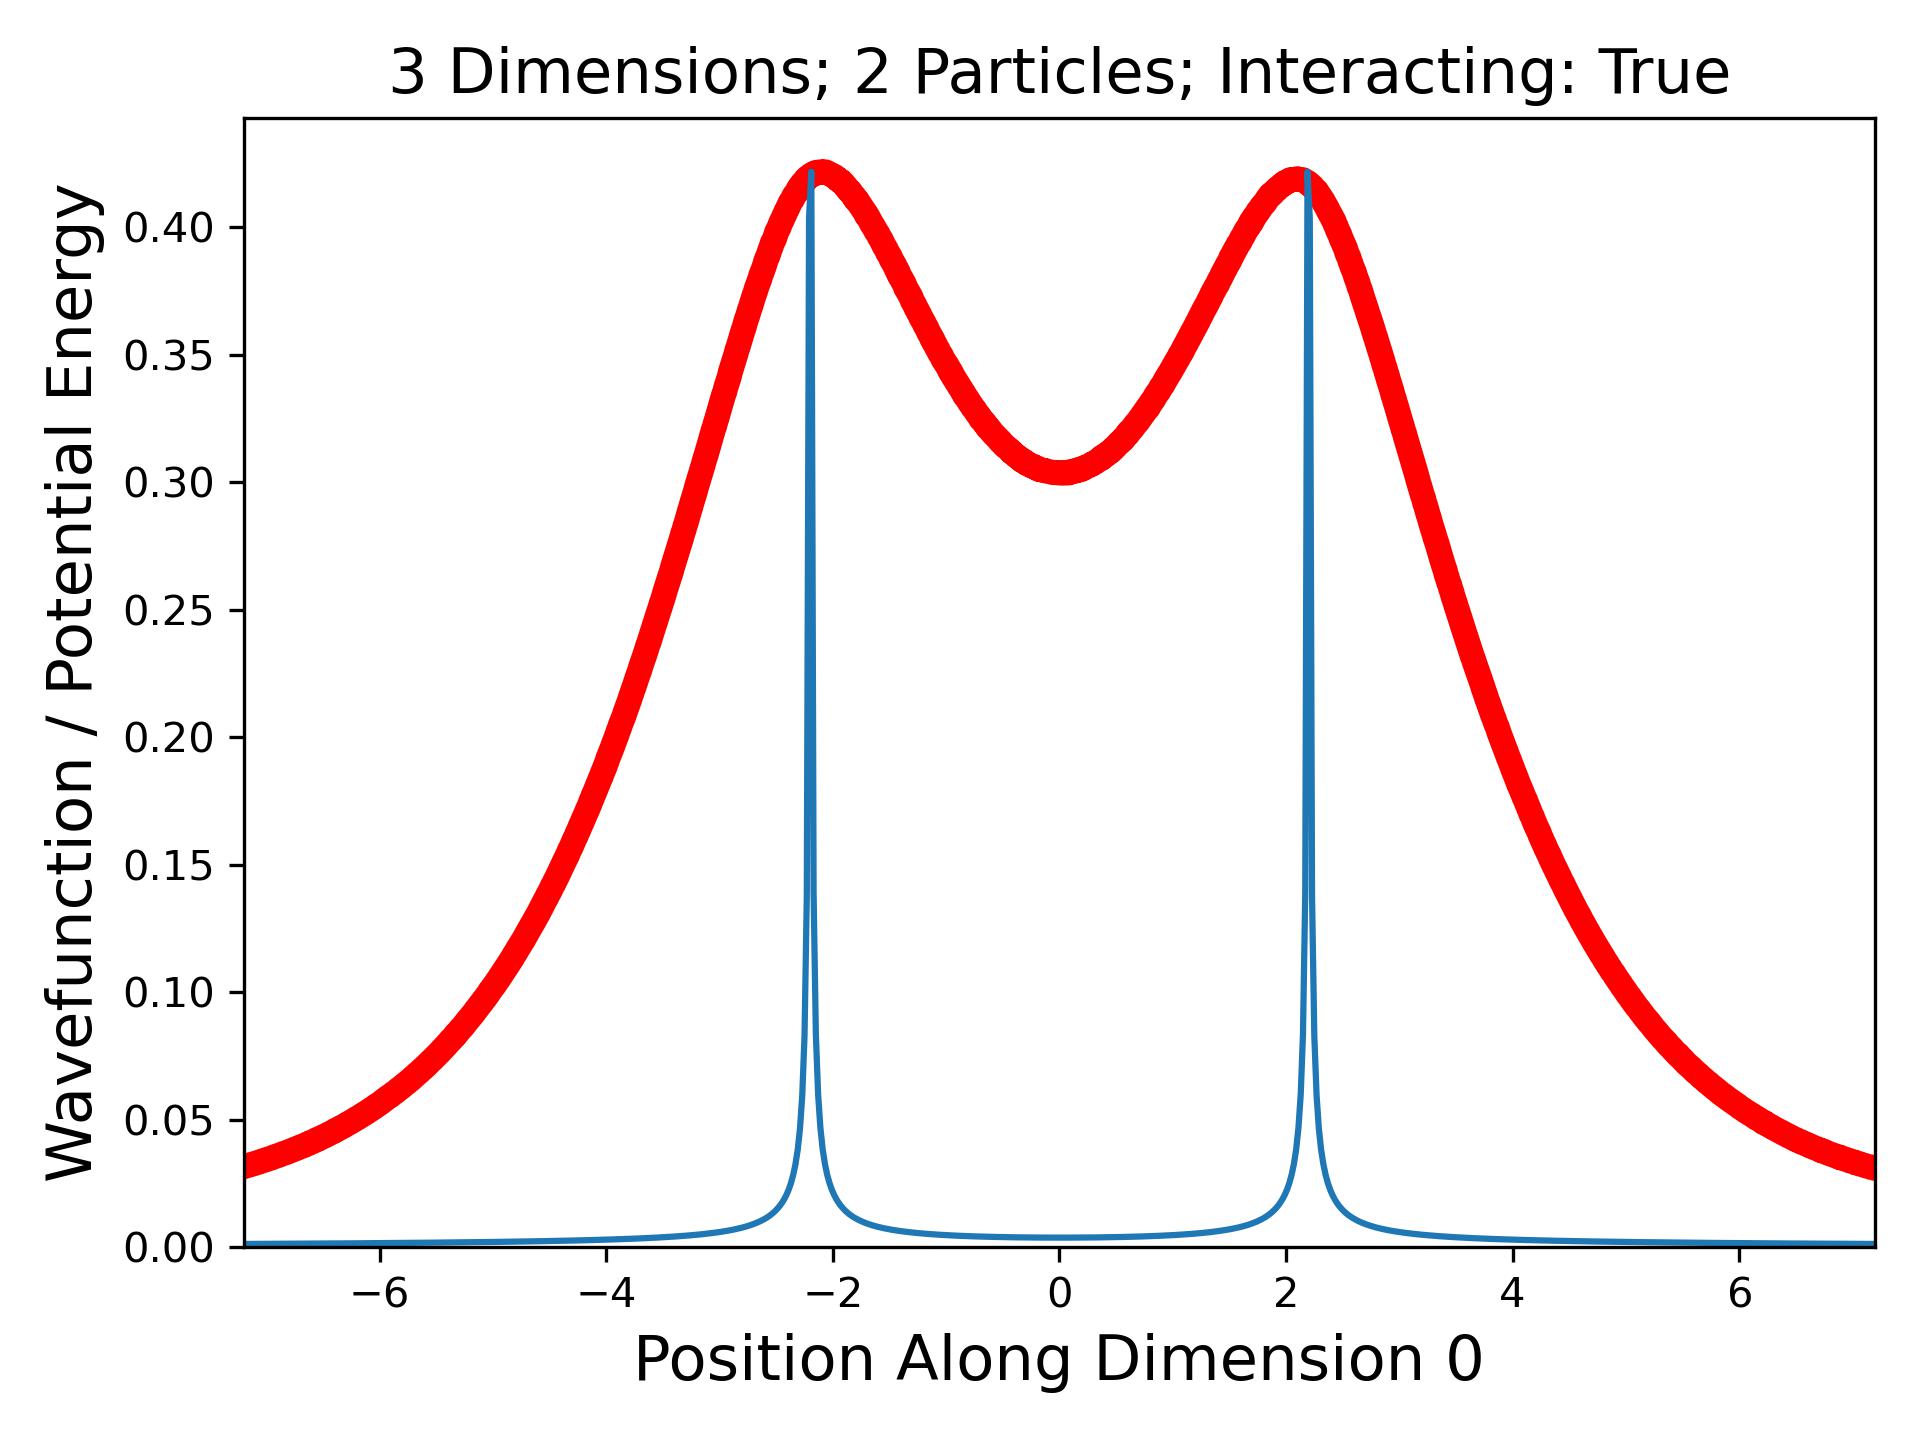 3 Dimensions; 2 Particles; Interacting: True
Wavefunction / Potential Energy
0.40
0.35
0.30
0.25
0.20
0.15
0.10
0.05
0.00
−6 −4 −2 0 2 4 6
Position Along Dimension 0